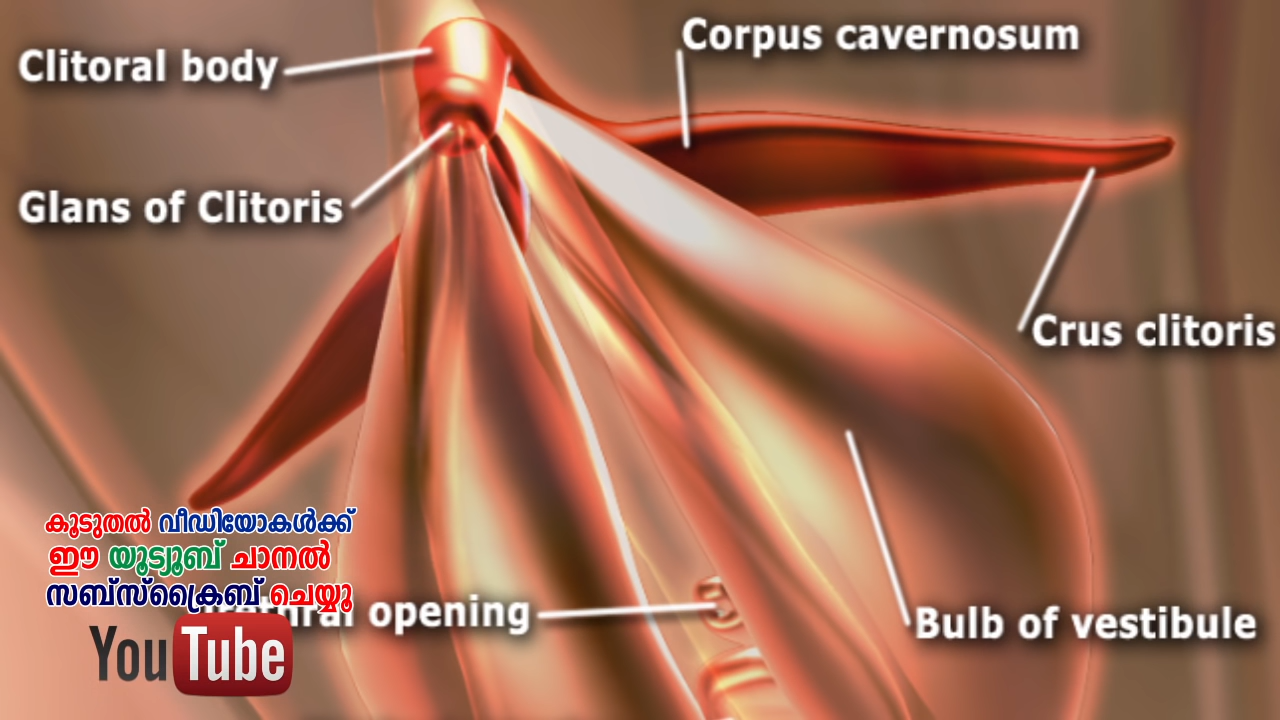 Corpus cavernosum
Clitoral body
Glans of Clitoris
Crus clitoris
കൂടുതൽ വീഡിയോകൾക്ക്
ഈ യൂട്യൂബ് ചാനൽ
സബ്സ്ക്രൈബ് ചെയ്യൂ
opening
Bulb of vestibule
YouTube